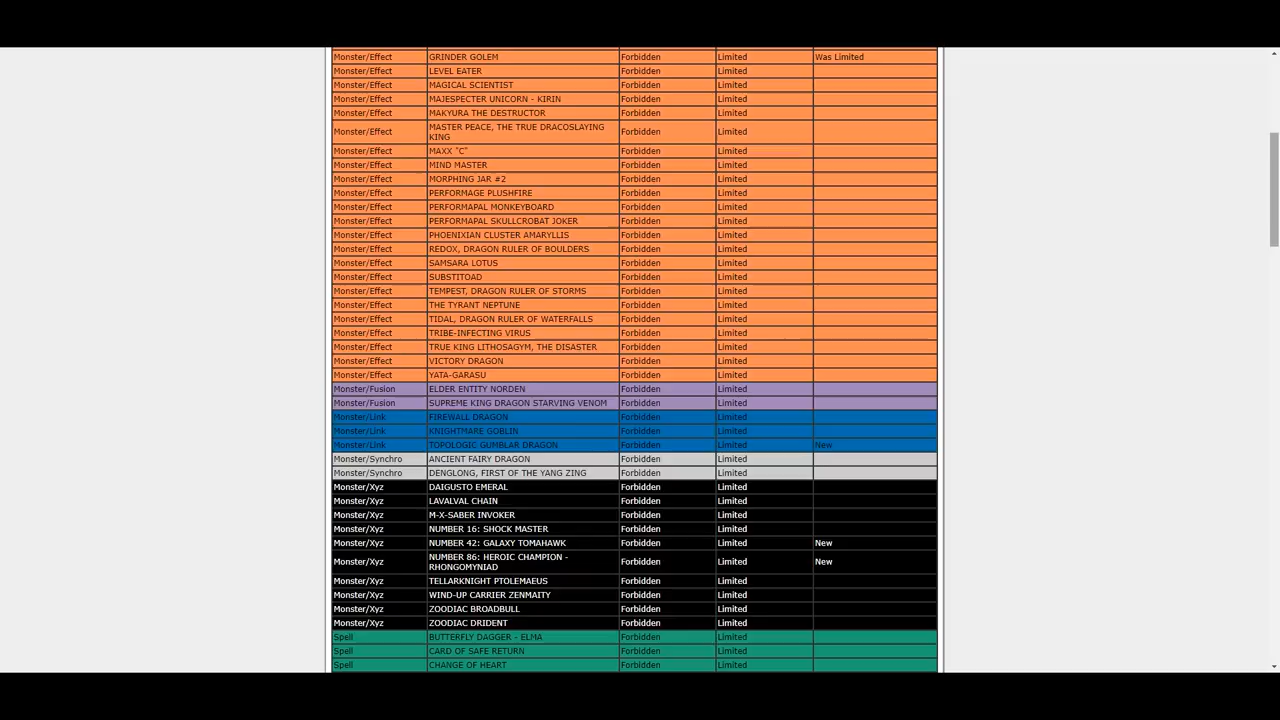 Monster/Effect GRINDER GOLEM Forbidden Limited Was Limited
Monster/Effect LEVEL EATER Forbidden Limited
Monster/Effect MAGICAL SCIENTIST Forbidden Limited
Monster/Effect MAJESPECTER UNICORN - KIRIN Forbidden Limited
Monster/Effect MAKYURA THE DESTRUCTOR Forbidden Limited
Monster/Effect MASTER PEACE, THE TRUE DRACOSLAYING
KING Forbidden Limited
Monster/Effect MAXX "C" Forbidden Limited
Monster/Effect MIND MASTER Forbidden Limited
Monster/Effect MORPHING JAR #2 Forbidden Limited
Monster/Effect PERFORMAGE PLUSHFIRE Forbidden Limited
Monster/Effect PERFORMAPAL MONKEYBOARD Forbidden Limited
Monster/Effect PERFORMAPAL SKULLCROBAT JOKER Forbidden Limited
Monster/Effect PHOENIXIAN CLUSTER AMARYLLIS Forbidden Limited
Monster/Effect REDOX, DRAGON RULER OF BOULDERS Forbidden Limited
Monster/Effect SAMSARA LOTUS Forbidden Limited
Monster/Effect SUBSTITOAD Forbidden Limited
Monster/Effect TEMPEST, DRAGON RULER OF STORMS Forbidden Limited
Monster/Effect THE TYRANT NEPTUNE Forbidden Limited
Monster/Effect TIDAL, DRAGON RULER OF WATERFALLS Forbidden Limited
Monster/Effect TRIBE-INFECTING VIRUS Forbidden Limited
Monster/Effect TRUE KING LITHOSAGYM, THE DISASTER Forbidden Limited
Monster/Effect VICTORY DRAGON Forbidden Limited
Monster/Effect YATA-GARASU Forbidden Limited
Monster/Fusion ELDER ENTITY NORDEN Forbidden Limited
Monster/Fusion SUPREME KING DRAGON STARVING VENOM Forbidden Limited
Monster/Link FIREWALL DRAGON Forbidden Limited
Monster/Link KNIGHTMARE GOBLIN Forbidden Limited
Monster/Link TOPOLOGIC GUMBLAR DRAGON Forbidden Limited New
Monster/Synchro ANCIENT FAIRY DRAGON Forbidden Limited
Monster/Synchro DENGLONG, FIRST OF THE YANG ZING Forbidden Limited
Monster/Xyz DAIGUSTO EMERAL Forbidden Limited
Monster/Xyz LAVALVAL CHAIN Forbidden Limited
Monster/Xyz M-X-SABER INVOKER Forbidden Limited
Monster/Xyz NUMBER 16: SHOCK MASTER Forbidden Limited
Monster/Xyz NUMBER 42: GALAXY TOMAHAWK Forbidden Limited New
Monster/Xyz NUMBER 86: HEROIC CHAMPION -
RHONGOMYNIAD Forbidden Limited New
Monster/Xyz TELLARKNIGHT PTOLEMAEUS Forbidden Limited
Monster/Xyz WIND-UP CARRIER ZENMAITY Forbidden Limited
Monster/Xyz ZOODIAC BROADBULL Forbidden Limited
Monster/Xyz ZOODIAC DRIDENT Forbidden Limited
Spell BUTTERFLY DAGGER - ELMA Forbidden Limited
Spell CARD OF SAFE RETURN Forbidden Limited
Spell CHANGE OF HEART Forbidden Limited